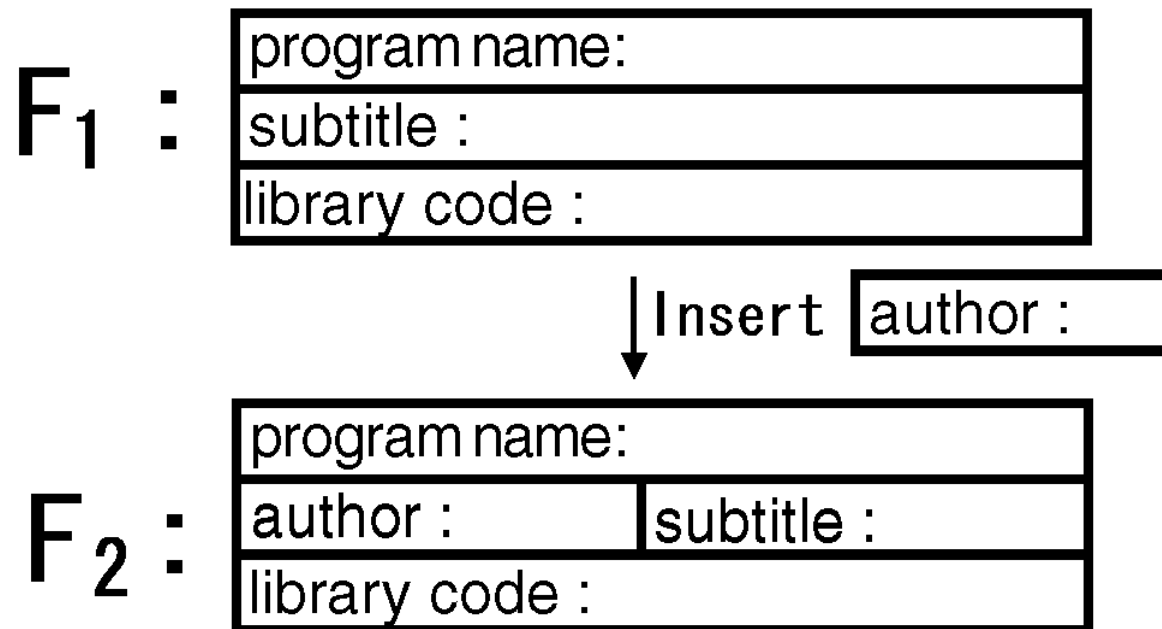 F₁ :
program name:
subtitle :
library code :
Insert author :
F₂ :
program name:
author : subtitle :
library code :